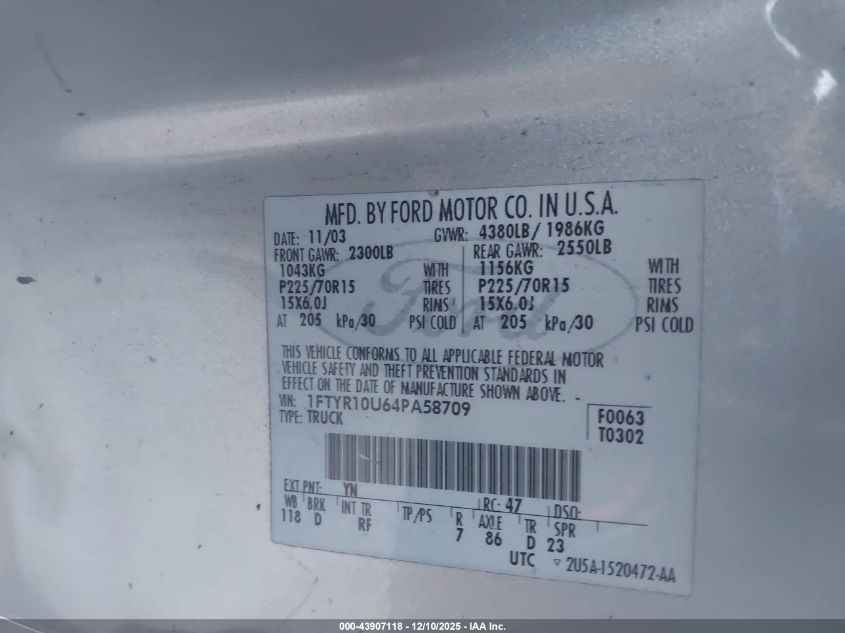 MFD. BY FORD MOTOR CO. IN U.S.A.
DATE: 11/03 GVWR: 4380LB/ 1986KG
FRONT GAWR: 2300LB REAR GAWR: 2550LB
1043KG WITH 1156KG WITH
P225/70R15 TIRES P225/70R15 TIRES
15X6.0J RIMS 15X6.0J RIMS
AT 205 kPa/30 PSI COLD AT 205 kPa/30 PSI COLD
Ford
THIS VEHICLE CONFORMS TO ALL APPLICABLE FEDERAL MOTOR
VEHICLE SAFETY AND THEFT PREVENTION STANDARDS IN
EFFECT ON THE DATE OF MANUFACTURE SHOWN ABOVE.
VIN: 1FTYR10U64PA58709
TYPE: TRUCK
F0063
T0302
EXT PNT: YN RC: 47 DSO:
WB BRK INT TR TP/PS R AXLE TR SPR
118 D RF 7 86 D 23
UTC 2U5A-1520472-AA
000-43907118 - 12/10/2025 - IAA Inc.